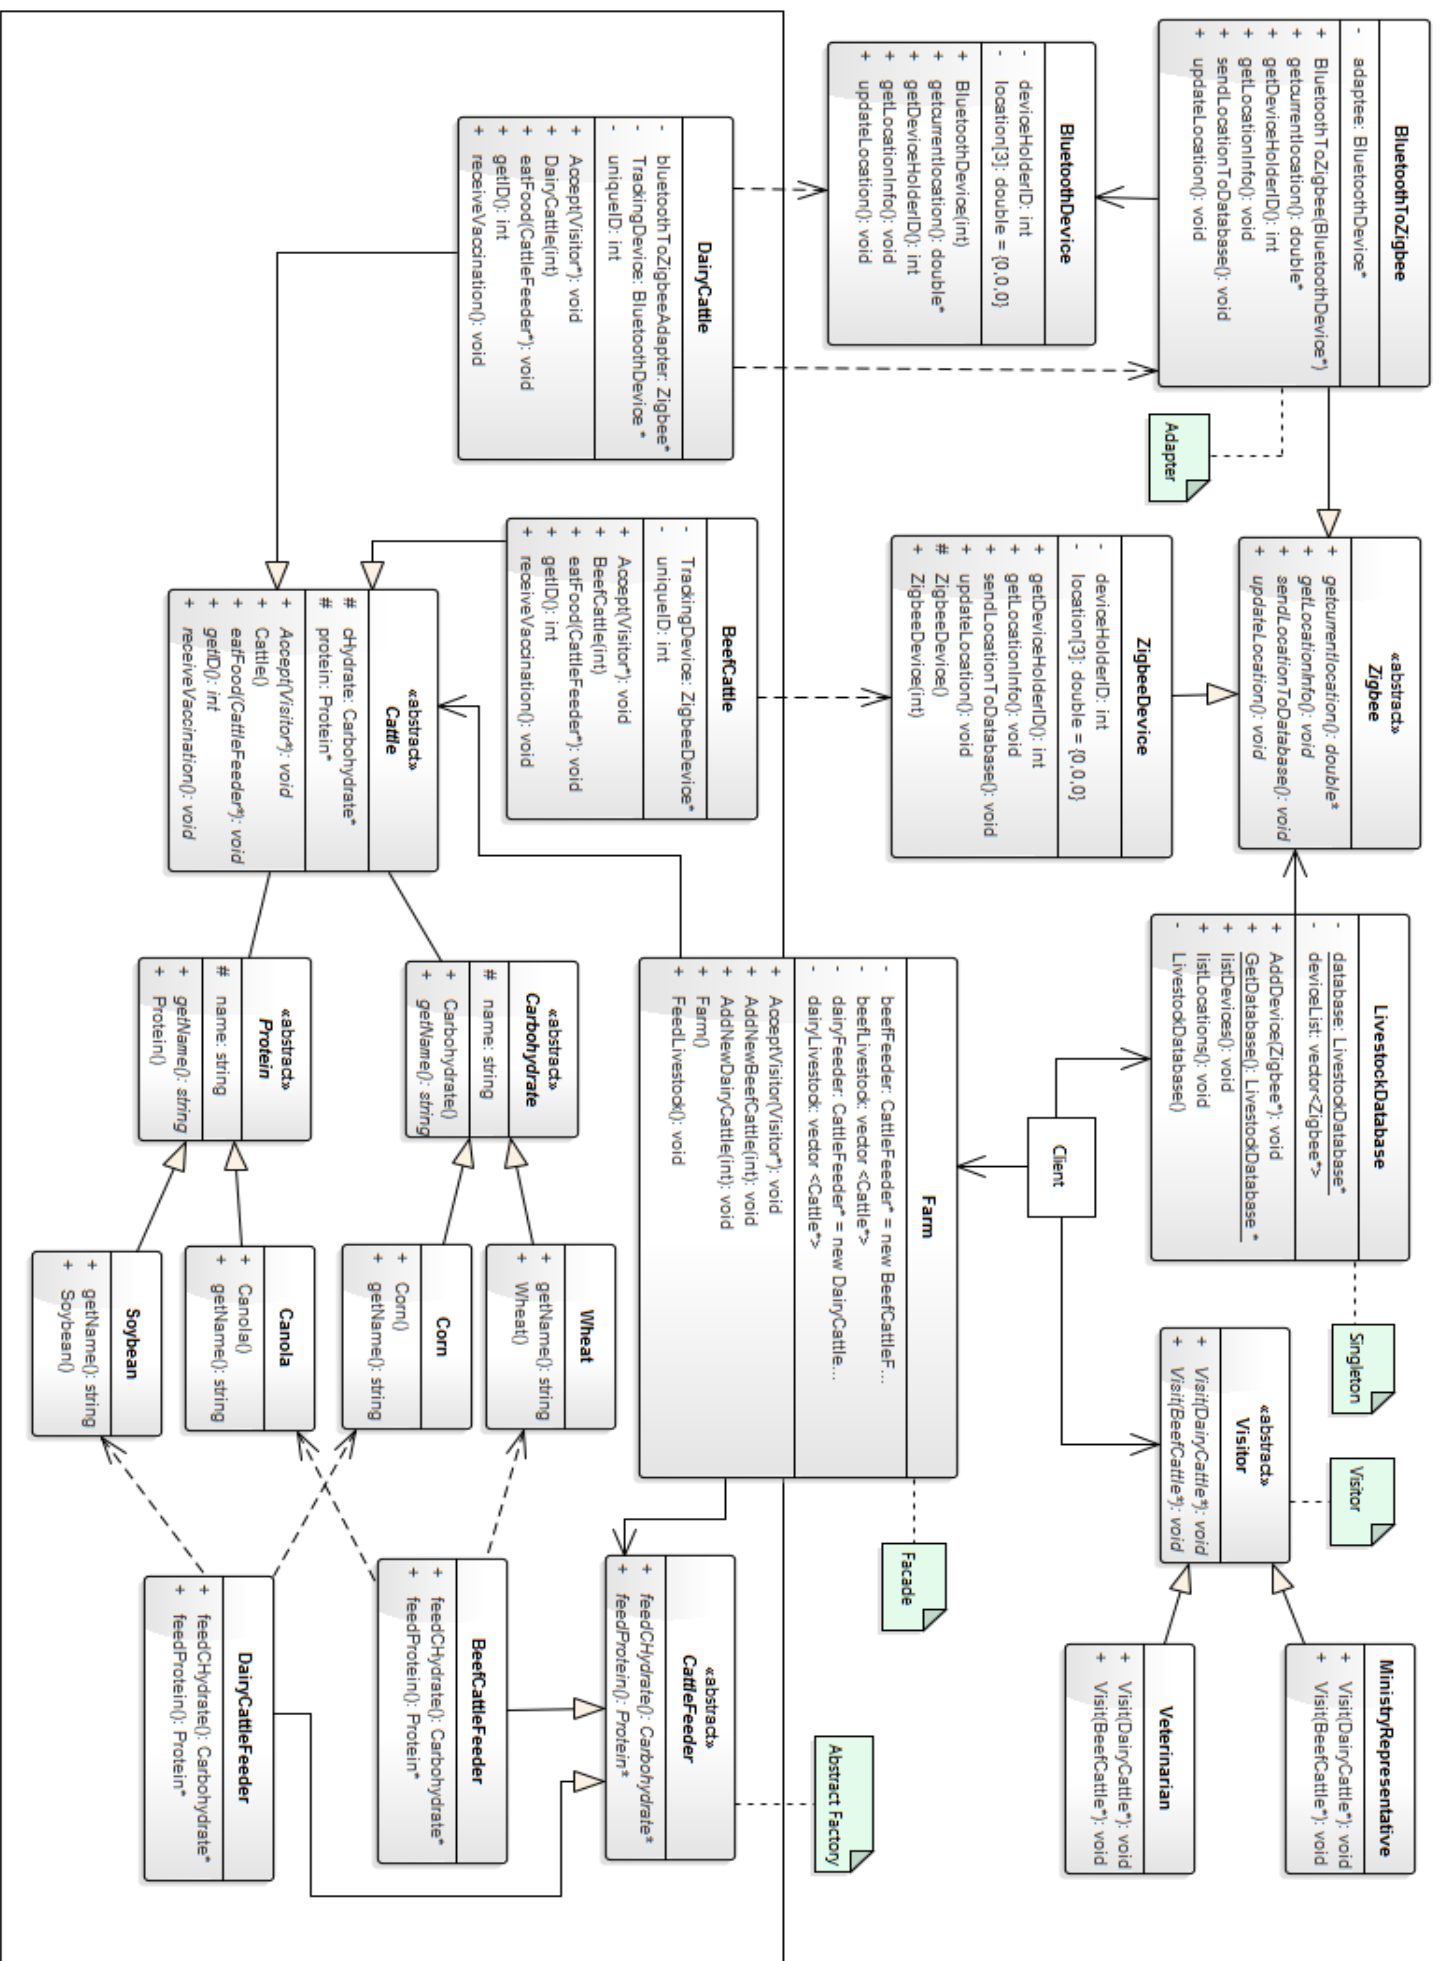 BluetoothToZigbee
- adaptee: BluetoothDevice*
+ BluetoothToZigbee(BluetoothDevice*)
+ getcurrentlocation(): double*
+ getDeviceHolderID(): int
+ getLocationInfo(): void
+ sendLocationToDatabase(): void
+ updateLocation(): void
Adapter
«abstract»
Zigbee
+ getcurrentlocation(): double*
+ getLocationInfo(): void
+ sendLocationToDatabase(): void
+ updateLocation(): void
LivestockDatabase
- database: LivestockDatabase*
- deviceList: vector<Zigbee*>
+ AddDevice(Zigbee*): void
+ GetDatabase(): LivestockDatabase *
+ listDevices(): void
+ listLocations(): void
- LivestockDatabase()
Singleton
Visitor
«abstract»
Visitor
+ Visit(DairyCattle*): void
+ Visit(BeefCattle*): void
MinistryRepresentative
+ Visit(DairyCattle*): void
+ Visit(BeefCattle*): void
Veterinarian
+ Visit(DairyCattle*): void
+ Visit(BeefCattle*): void
BluetoothDevice
- deviceHolderID: int
- location[3]: double = {0,0,0}
+ BluetoothDevice(int)
+ getcurrentlocation(): double*
+ getDeviceHolderID(): int
+ getLocationInfo(): void
+ updateLocation(): void
ZigbeeDevice
- deviceHolderID: int
- location[3]: double = {0,0,0}
+ getDeviceHolderID(): int
+ getLocationInfo(): void
+ sendLocationToDatabase(): void
+ updateLocation(): void
# ZigbeeDevice()
+ ZigbeeDevice(int)
Client
Farm
- beefFeeder: CattleFeeder* = new BeefCattleF...
- beefLivestock: vector <Cattle*>
- dairyFeeder: CattleFeeder* = new DairyCattle...
- dairyLivestock: vector <Cattle*>
+ AcceptVisitor(Visitor*): void
+ AddNewBeefCattle(int): void
+ AddNewDairyCattle(int): void
+ Farm()
+ FeedLivestock(): void
Facade
Abstract Factory
DairyCattle
- bluetoothToZigbeeAdapter: Zigbee*
- TrackingDevice: BluetoothDevice *
- uniqueID: int
+ Accept(Visitor*): void
+ DairyCattle(int)
+ eatFood(CattleFeeder*): void
+ getID(): int
+ receiveVaccination(): void
BeefCattle
- TrackingDevice: ZigbeeDevice*
- uniqueID: int
+ Accept(Visitor*): void
+ BeefCattle(int)
+ eatFood(CattleFeeder*): void
+ getID(): int
+ receiveVaccination(): void
«abstract»
CattleFeeder
+ feedCHydrate(): Carbohydrate*
+ feedProtein(): Protein*
«abstract»
Cattle
# cHydrate: Carbohydrate*
# protein: Protein*
+ Accept(Visitor*): void
+ Cattle()
+ eatFood(CattleFeeder*): void
+ getID(): int
+ receiveVaccination(): void
«abstract»
Carbohydrate
# name: string
+ Carbohydrate()
+ getName(): string
Wheat
+ getName(): string
+ Wheat()
BeefCattleFeeder
+ feedCHydrate(): Carbohydrate*
+ feedProtein(): Protein*
Corn
+ Corn()
+ getName(): string
«abstract»
Protein
# name: string
+ getName(): string
+ Protein()
Canola
+ Canola()
+ getName(): string
DairyCattleFeeder
+ feedCHydrate(): Carbohydrate*
+ feedProtein(): Protein*
Soybean
+ getName(): string
+ Soybean()